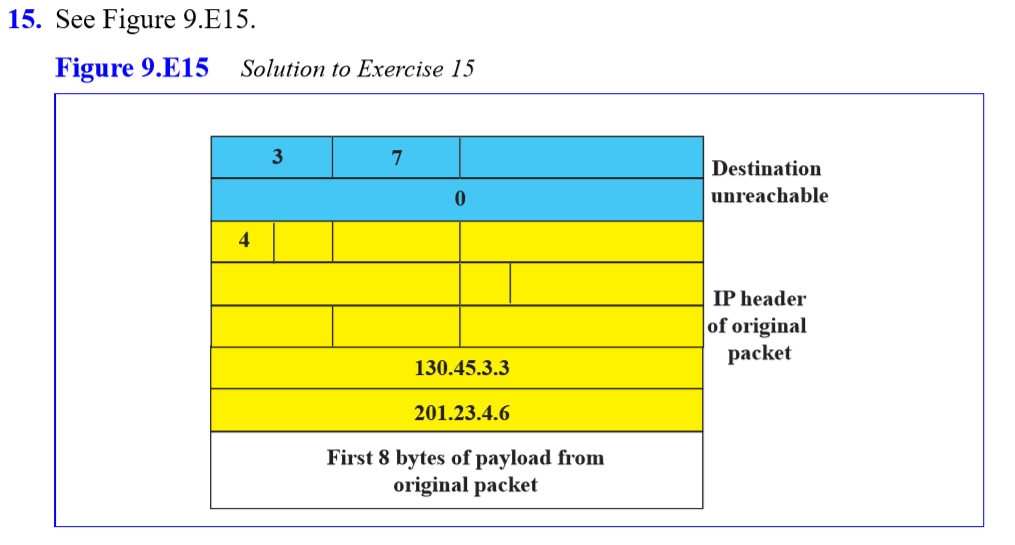 15. See Figure 9.E15.
Figure 9.E15 Solution to Exercise 15
3 7
Destination
unreachable
0
4
IP header
of original
packet
130.45.3.3
201.23.4.6
First 8 bytes of payload from
original packet